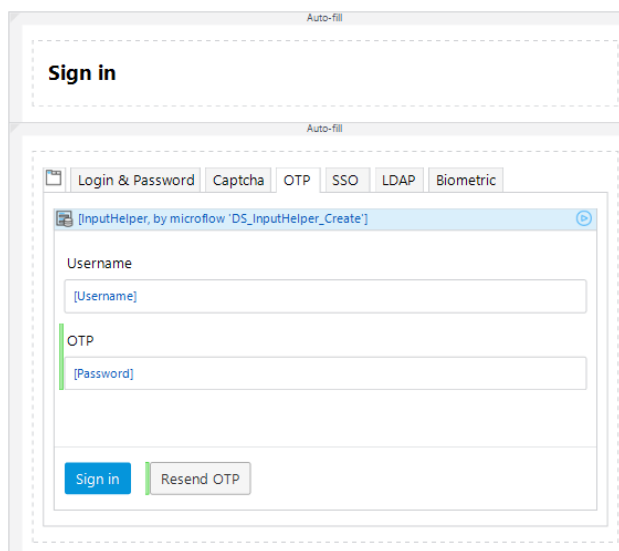 Auto-fill
Sign in
Auto-fill
Login & Password Captcha OTP SSO LDAP Biometric
[InputHelper, by microflow 'DS_InputHelper_Create']
Username
[Username]
OTP
[Password]
Sign in Resend OTP